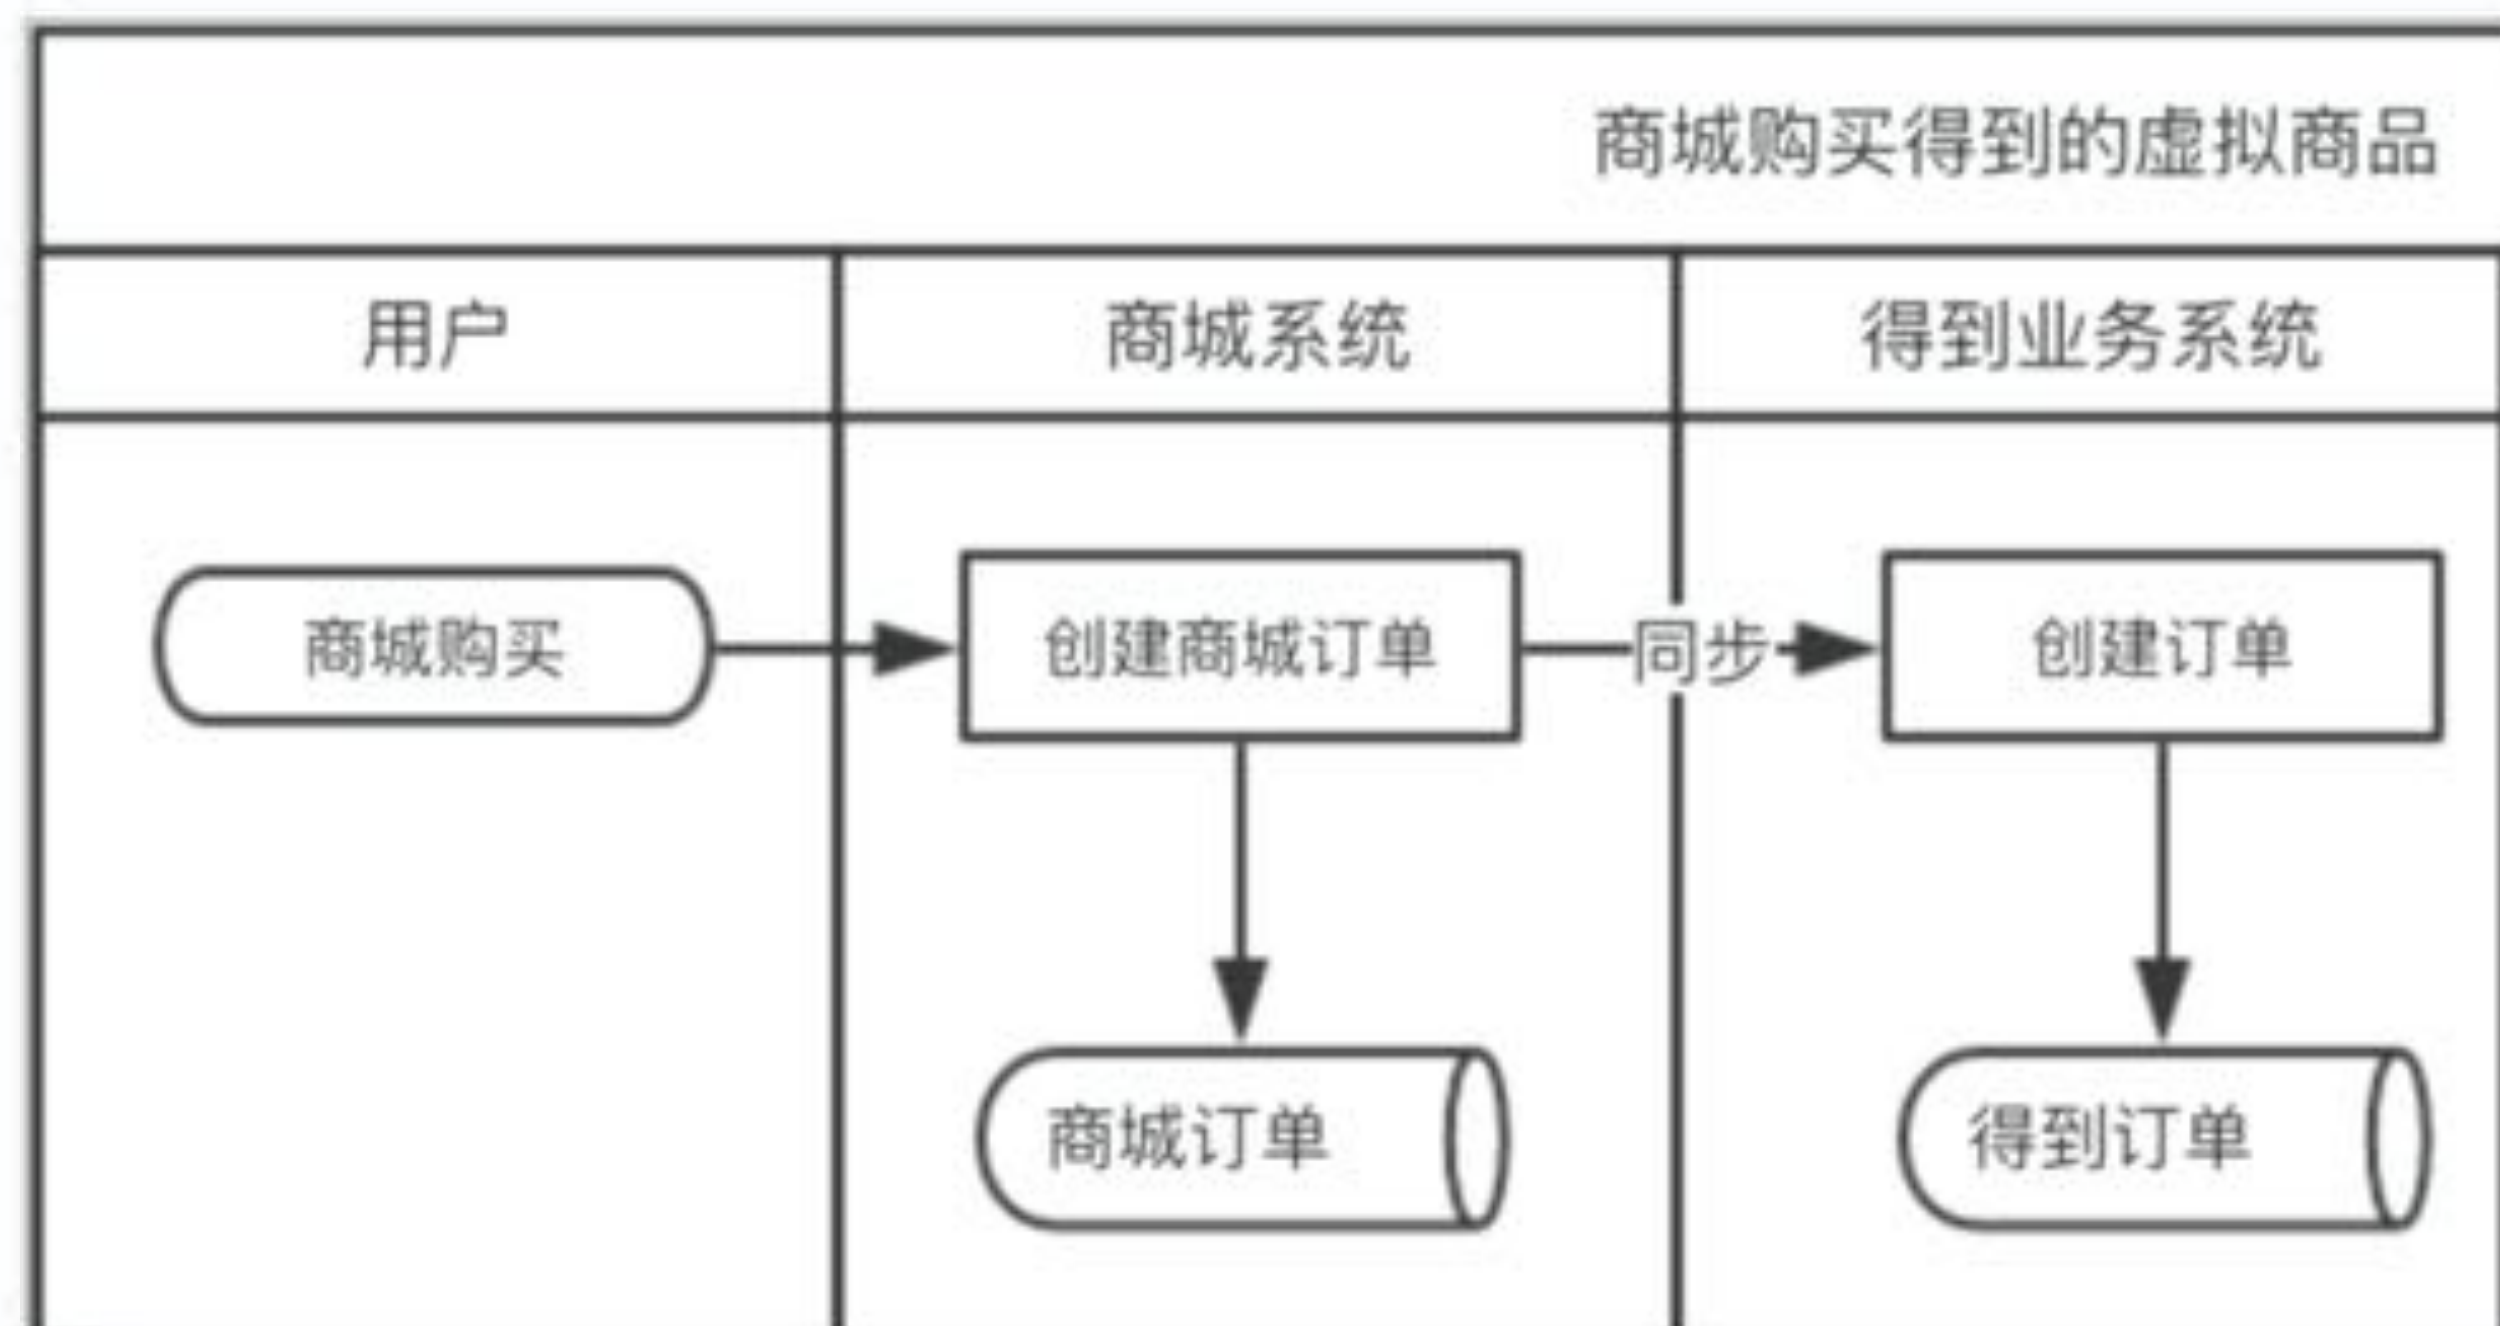 商城购买得到的虚拟商品
用户
商城系统
得到业务系统
商城购买
创建商城订单
同步
创建订单
商城订单
得到订单